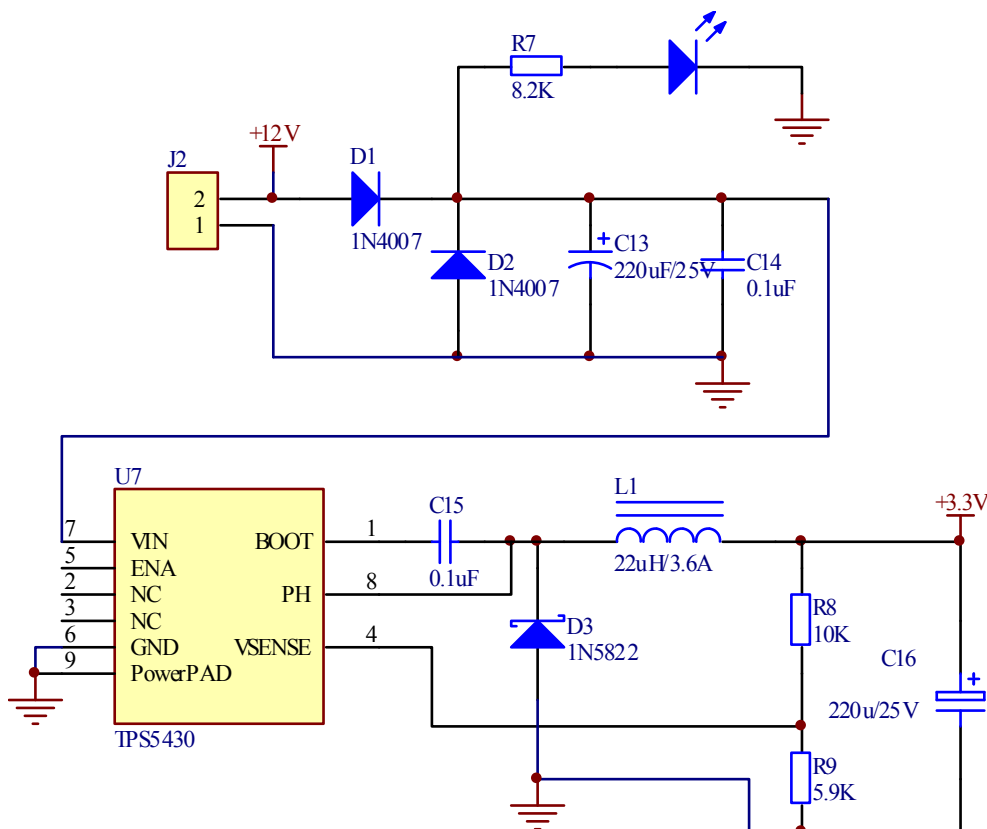 R7
8.2K
+12V
J2
2
1
D1
1N4007
D2
1N4007
+
C13
220uF/25V
C14
0.1uF
U7
7
VIN
5
ENA
2
NC
3
NC
6
GND
9
PowerPAD
BOOT
1
PH
8
VSENSE
4
TPS5430
C15
0.1uF
L1
22uH/3.6A
D3
1N5822
+3.3V
R8
10K
C16
+
220u/25V
R9
5.9K